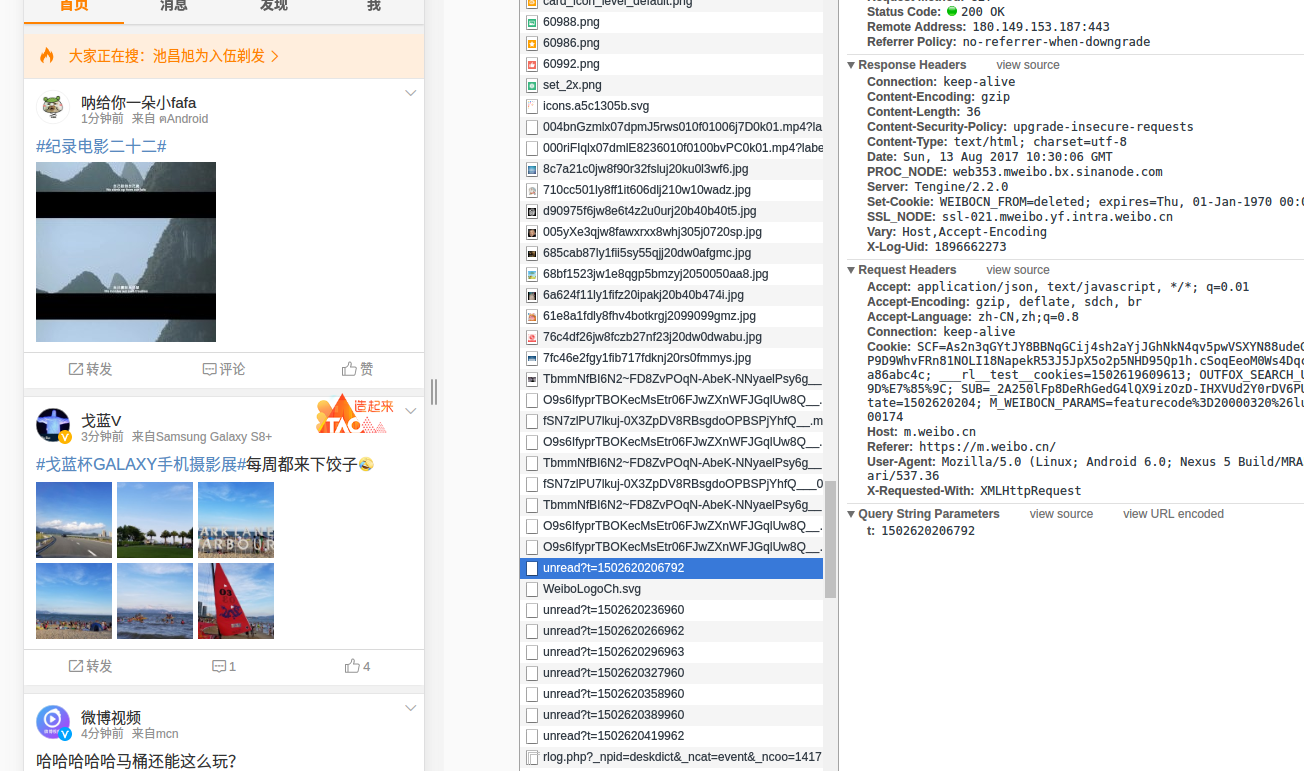 首页 消息 发现 我
大家正在搜：池昌旭为入伍剃发
呐给你一朵小fafa
1分钟前 来自 ฅAndroid
#纪录电影二十二#
转发 评论 赞
戈蓝V
3分钟前 来自Samsung Galaxy S8+
#戈蓝杯GALAXY手机摄影展#每周都来下饺子
转发 1 4
微博视频
4分钟前 来自mcn
哈哈哈哈哈马桶还能这么玩?
card_icon_level_default.png
60988.png
60986.png
60992.png
set_2x.png
icons.a5c1305b.svg
004bnGzmlx07dpmJ5rws010f01006j7D0k01.mp4?la
000riFlqlx07dmlE8236010f0100bvPC0k01.mp4?labe
8c7a21c0jw8f90r32fsluj20ku0l3wf6.jpg
710cc501ly8ff1it606dlj210w10wadz.jpg
d90975f6jw8e6t4z2u0urj20b40b40t5.jpg
005yXe3qjw8fawxrxx8whj305j0720sp.jpg
685cab87ly1fii5sy55qjj20dw0afgmc.jpg
68bf1523jw1e8qgp5bmzyj2050050aa8.jpg
6a624f11ly1fifz20ipakj20b40b474i.jpg
61e8a1fdly8fhv4botkrgj2099099gmz.jpg
76c4df26jw8fczb27nf23j20dw0dwabu.jpg
7fc46e2fgy1fib717fdknj20rs0fmmys.jpg
TbmmNfBI6N2~FD8ZvPOqN-AbeK-NNyaelPsy6g__
O9s6IfyprTBOKecMsEtr06FJwZXnWFJGqlUw8Q__.
fSN7zlPU7lkuj-0X3ZpDV8RBsgdoOPBSPjYhfQ__.m
O9s6IfyprTBOKecMsEtr06FJwZXnWFJGqlUw8Q__.
TbmmNfBI6N2~FD8ZvPOqN-AbeK-NNyaelPsy6g__
fSN7zlPU7lkuj-0X3ZpDV8RBsgdoOPBSPjYhfQ___0
TbmmNfBI6N2~FD8ZvPOqN-AbeK-NNyaelPsy6g__
O9s6IfyprTBOKecMsEtr06FJwZXnWFJGqlUw8Q__.
O9s6IfyprTBOKecMsEtr06FJwZXnWFJGqlUw8Q__.
unread?t=1502620206792
WeiboLogoCh.svg
unread?t=1502620236960
unread?t=1502620266962
unread?t=1502620296963
unread?t=1502620327960
unread?t=1502620358960
unread?t=1502620389960
unread?t=1502620419962
rlog.php?_npid=deskdict&_ncat=event&_ncoo=1417
Status Code: 200 OK
Remote Address: 180.149.153.187:443
Referrer Policy: no-referrer-when-downgrade
Response Headers view source
Connection: keep-alive
Content-Encoding: gzip
Content-Length: 36
Content-Security-Policy: upgrade-insecure-requests
Content-Type: text/html; charset=utf-8
Date: Sun, 13 Aug 2017 10:30:06 GMT
PROC_NODE: web353.mweibo.bx.sinanode.com
Server: Tengine/2.2.0
Set-Cookie: WEIBOCN_FROM=deleted; expires=Thu, 01-Jan-1970 00:0
SSL_NODE: ssl-021.mweibo.yf.intra.weibo.cn
Vary: Host,Accept-Encoding
X-Log-Uid: 1896662273
Request Headers view source
Accept: application/json, text/javascript, */*; q=0.01
Accept-Encoding: gzip, deflate, sdch, br
Accept-Language: zh-CN,zh;q=0.8
Connection: keep-alive
Cookie: SCF=As2n3qGYtJY8BBNqGCij4sh2aYjJGhNkN4qv5pwVSXYN88ude
P9D9WhvFRn81NOLI18NapekR53J5JpX5o2p5NHD95Qp1h.cSoqEeoM0Ws4Dqc
a86abc4c; ___rl__test__cookies=1502619609613; OUTFOX_SEARCH_U
9D%E7%85%9C; SUB=_2A250lFp8DeRhGedG4lQX9izOzD-IHXVUd2Y0rDV6PU
tate=1502620204; M_WEIBOCN_PARAMS=featurecode%3D20000320%26lu
00174
Host: m.weibo.cn
Referer: https://m.weibo.cn/
User-Agent: Mozilla/5.0 (Linux; Android 6.0; Nexus 5 Build/MRA
ari/537.36
X-Requested-With: XMLHttpRequest
Query String Parameters view source view URL encoded
t: 1502620206792